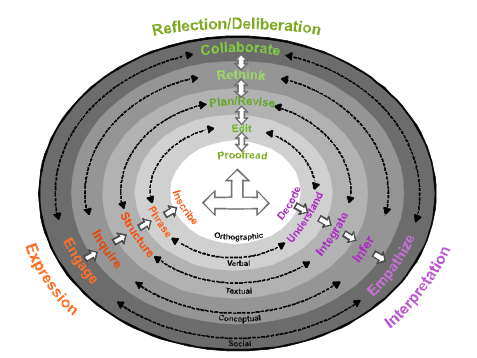 Reflection/Deliberation
Collaborate
Rethink
Plan/Revise
Edit
Proofread
Expression
Engage
Inquire
Structure
Phrase
Inscribe
Decode
Understand
Integrate
Infer
Empathize
Interpretation
Orthographic
Verbal
Textual
Conceptual
Social